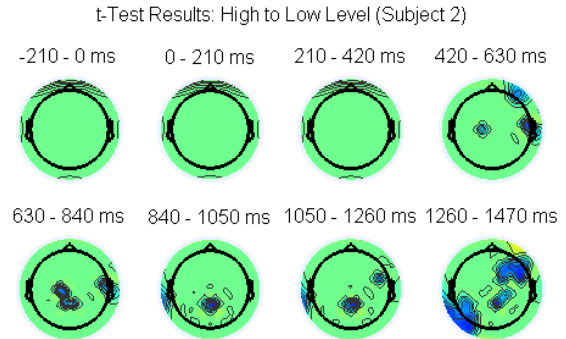 t-Test Results: High to Low Level (Subject 2)
-210 - 0 ms 0 - 210 ms 210 - 420 ms 420 - 630 ms
630 - 840 ms 840 - 1050 ms 1050 - 1260 ms 1260 - 1470 ms